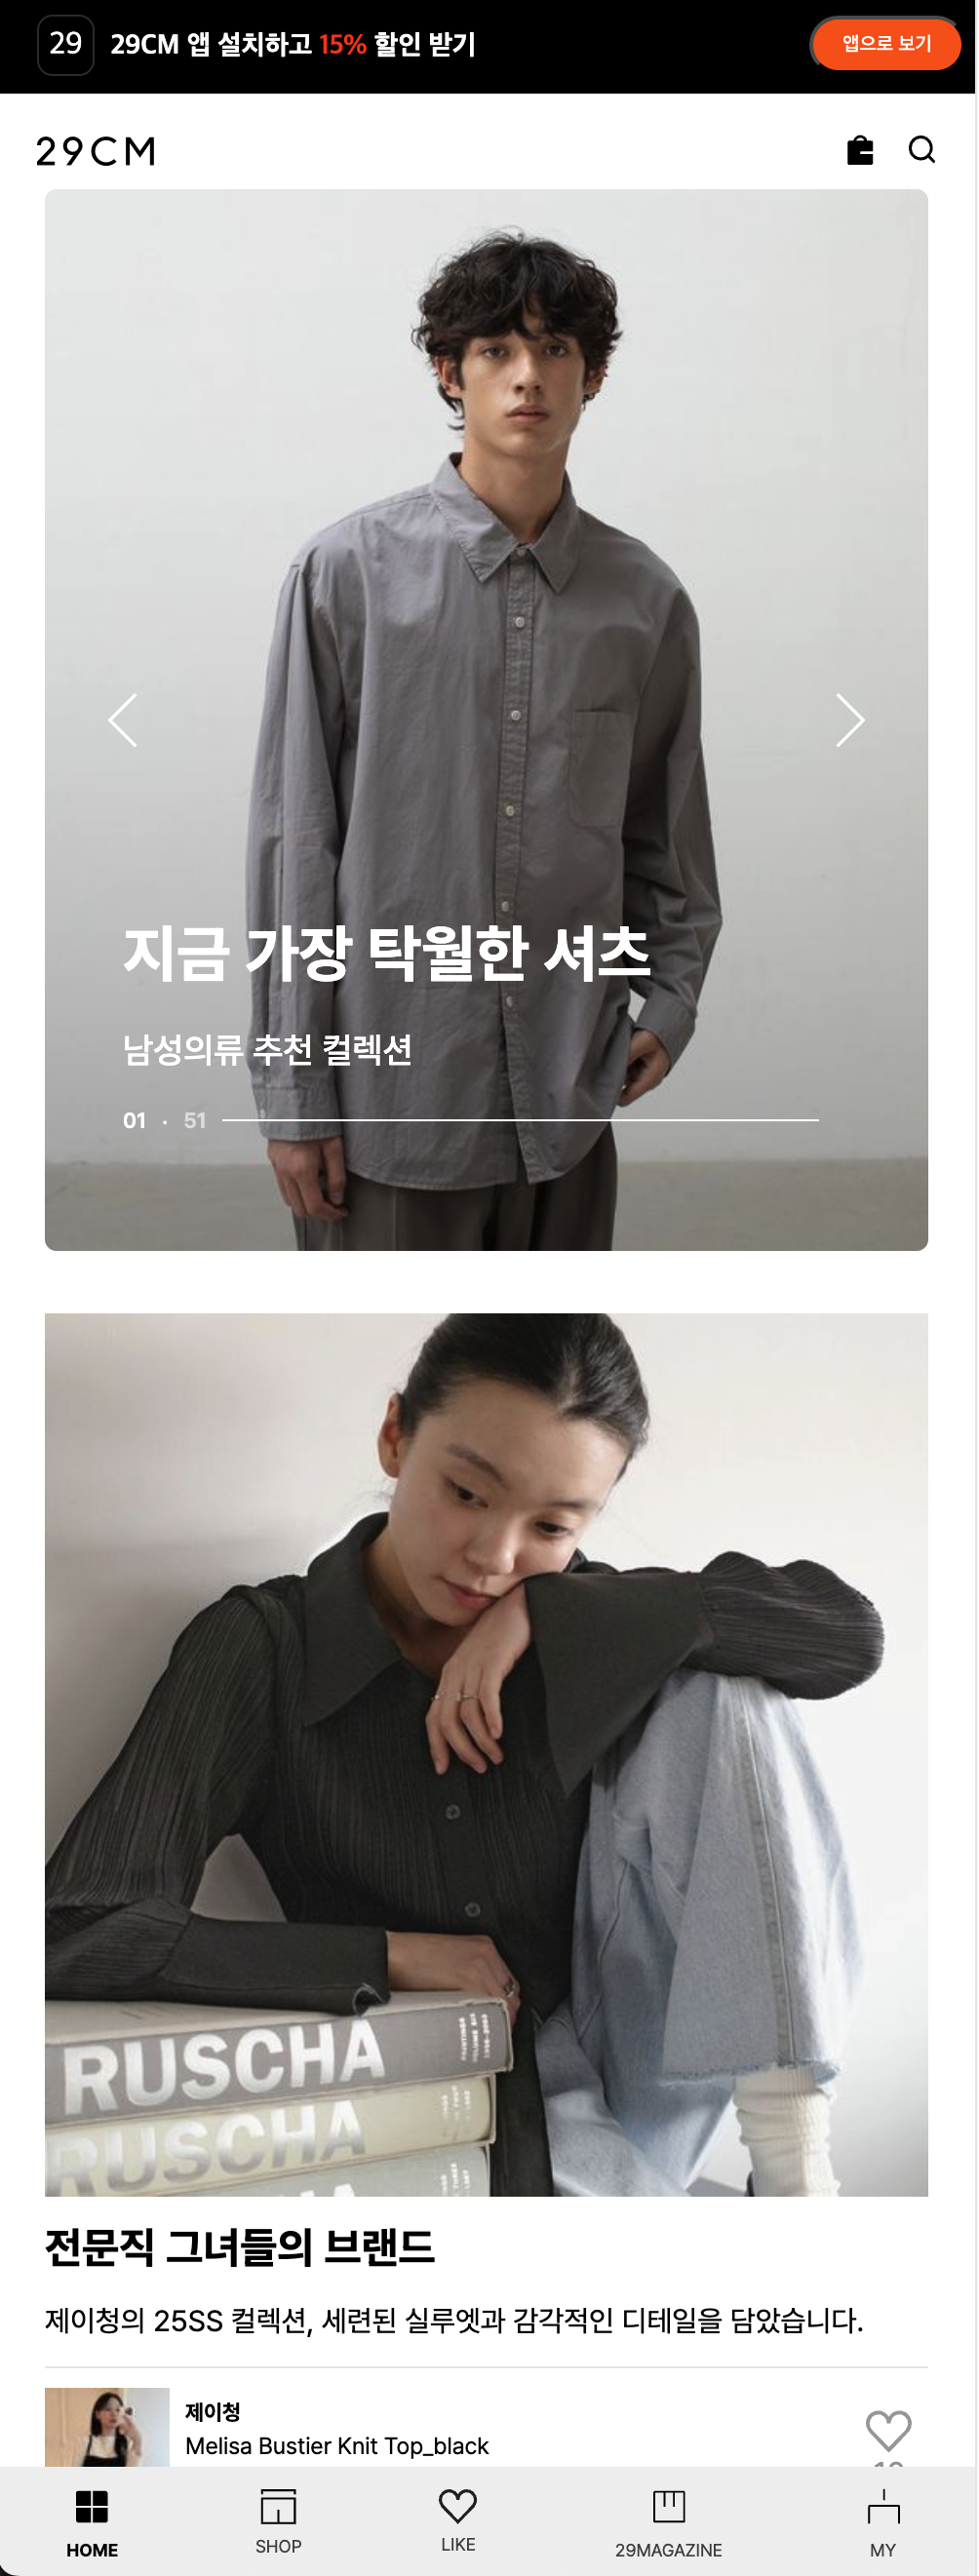 29
29CM 앱 설치하고 15% 할인 받기
앱으로 보기
29CM
지금 가장 탁월한 셔츠
남성의류 추천 컬렉션
01 · 51
RUSCHA
RUSCHA
전문직 그녀들의 브랜드
제이청의 25SS 컬렉션, 세련된 실루엣과 감각적인 디테일을 담았습니다.
제이청
Melisa Bustier Knit Top_black
HOME
SHOP
LIKE
29MAGAZINE
MY